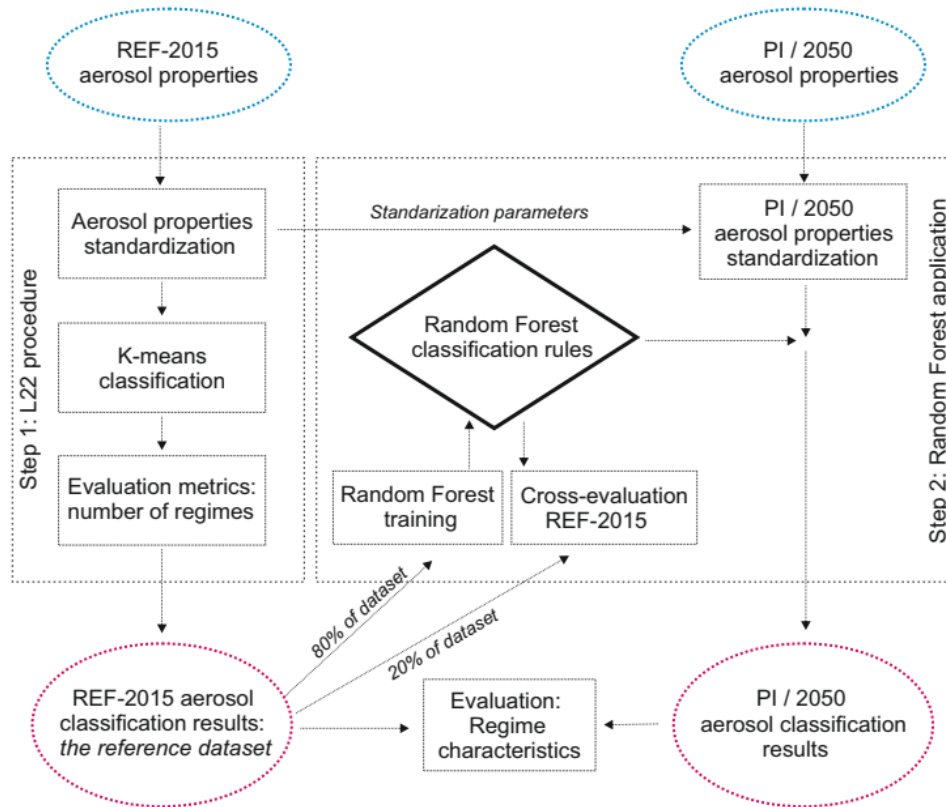 REF-2015
aerosol properties
PI / 2050
aerosol properties
Step 1: L22 procedure
Aerosol properties
standardization
K-means
classification
Evaluation metrics:
number of regimes
Standarization parameters
PI / 2050
aerosol properties
standardization
Random Forest
classification rules
Random Forest
training
Cross-evaluation
REF-2015
Step 2: Random Forest application
80% of dataset
20% of dataset
REF-2015 aerosol
classification results:
the reference dataset
Evaluation:
Regime
characteristics
PI / 2050
aerosol classification
results